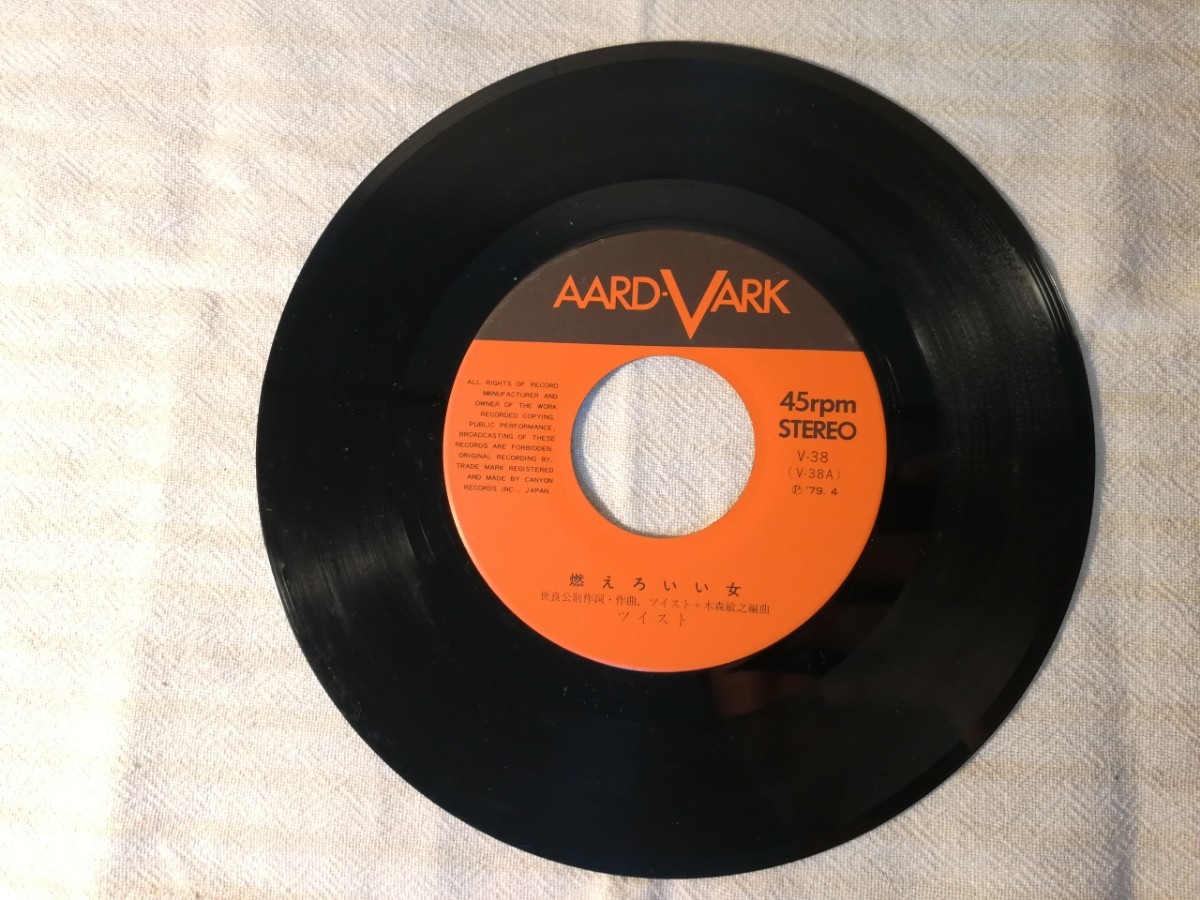 AARD-VARK
ALL RIGHTS OF RECORD
MANUFACTURER AND
OWNER OF THE WORK
RECORDED COPYING.
PUBLIC PERFORMANCE,
BROADCASTING OF THESE
RECORDS ARE FORBIDDEN.
ORIGINAL RECORDING BY,
TRADE MARK REGISTERED
AND MADE BY CANYON
RECORDS INC., JAPAN.
45rpm
STEREO
V-38
(V-38A)
℗ '79. 4
燃えろいい女
世良公則作詞・作曲. ツイスト+木森敏之編曲
ツイスト